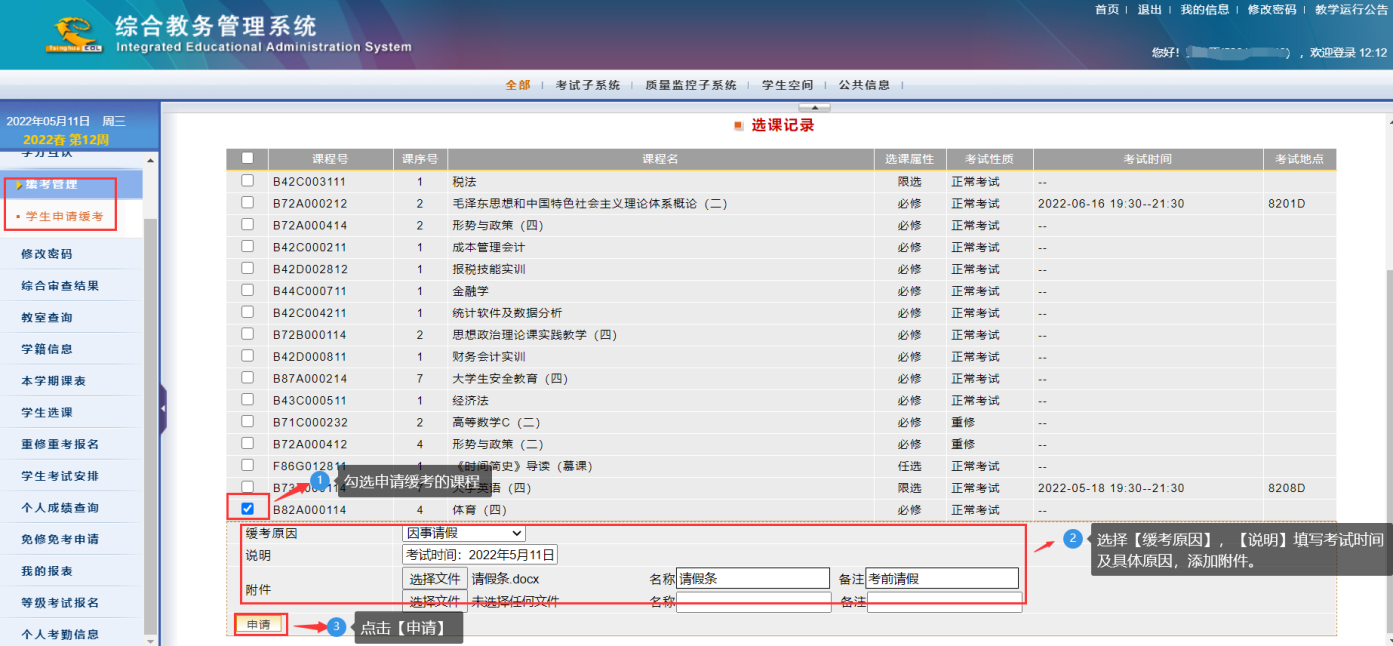 首页 | 退出 | 我的信息 | 修改密码 | 教学运行公告
综合教务管理系统
Integrated Educational Administration System
TsinghuaEOL
您好! ) , 欢迎登录 12:12
全部 | 考试子系统 | 质量监控子系统 | 学生空间 | 公共信息 |
2022年05月11日 周三
2022春 第12周
学分互认
缓考管理
学生申请缓考
修改密码
综合审查结果
教室查询
学籍信息
本学期课表
学生选课
重修重考报名
学生考试安排
个人成绩查询
免修免考申请
我的报表
等级考试报名
个人考勤信息
选课记录
课程号 课序号 课程名 选课属性 考试性质 考试时间 考试地点
B42C003111 1 税法 限选 正常考试 --
B72A000212 2 毛泽东思想和中国特色社会主义理论体系概论（二） 必修 正常考试 2022-06-16 19:30--21:30 8201D
B72A000414 2 形势与政策（四） 必修 正常考试 --
B42C000211 1 成本管理会计 必修 正常考试 --
B42D002812 1 报税技能实训 必修 正常考试 --
B44C000711 1 金融学 必修 正常考试 --
B42C004211 1 统计软件及数据分析 必修 正常考试 --
B72B000114 2 思想政治理论课实践教学（四） 必修 正常考试 --
B42D000811 1 财务会计实训 必修 正常考试 --
B87A000214 7 大学生安全教育（四） 必修 正常考试 --
B43C000511 1 经济法 必修 正常考试 --
B71C000232 2 高等数学C（二） 必修 重修 --
B72A000412 4 形势与政策（二） 必修 重修 --
F86G012811 1 《时间简史》导读（慕课） 任选 正常考试 --
大学英语（四） 限选 正常考试 2022-05-18 19:30--21:30 8208D
B82A000114 4 体育（四） 必修 正常考试 --
1 勾选申请缓考的课程
缓考原因 因事请假
说明 考试时间：2022年5月11日
附件 选择文件 请假条.docx 名称 请假条 备注 考前请假
选择文件 未选择任何文件 名称 备注
2 选择【缓考原因】，【说明】填写考试时间
及具体原因，添加附件。
申请
3 点击【申请】